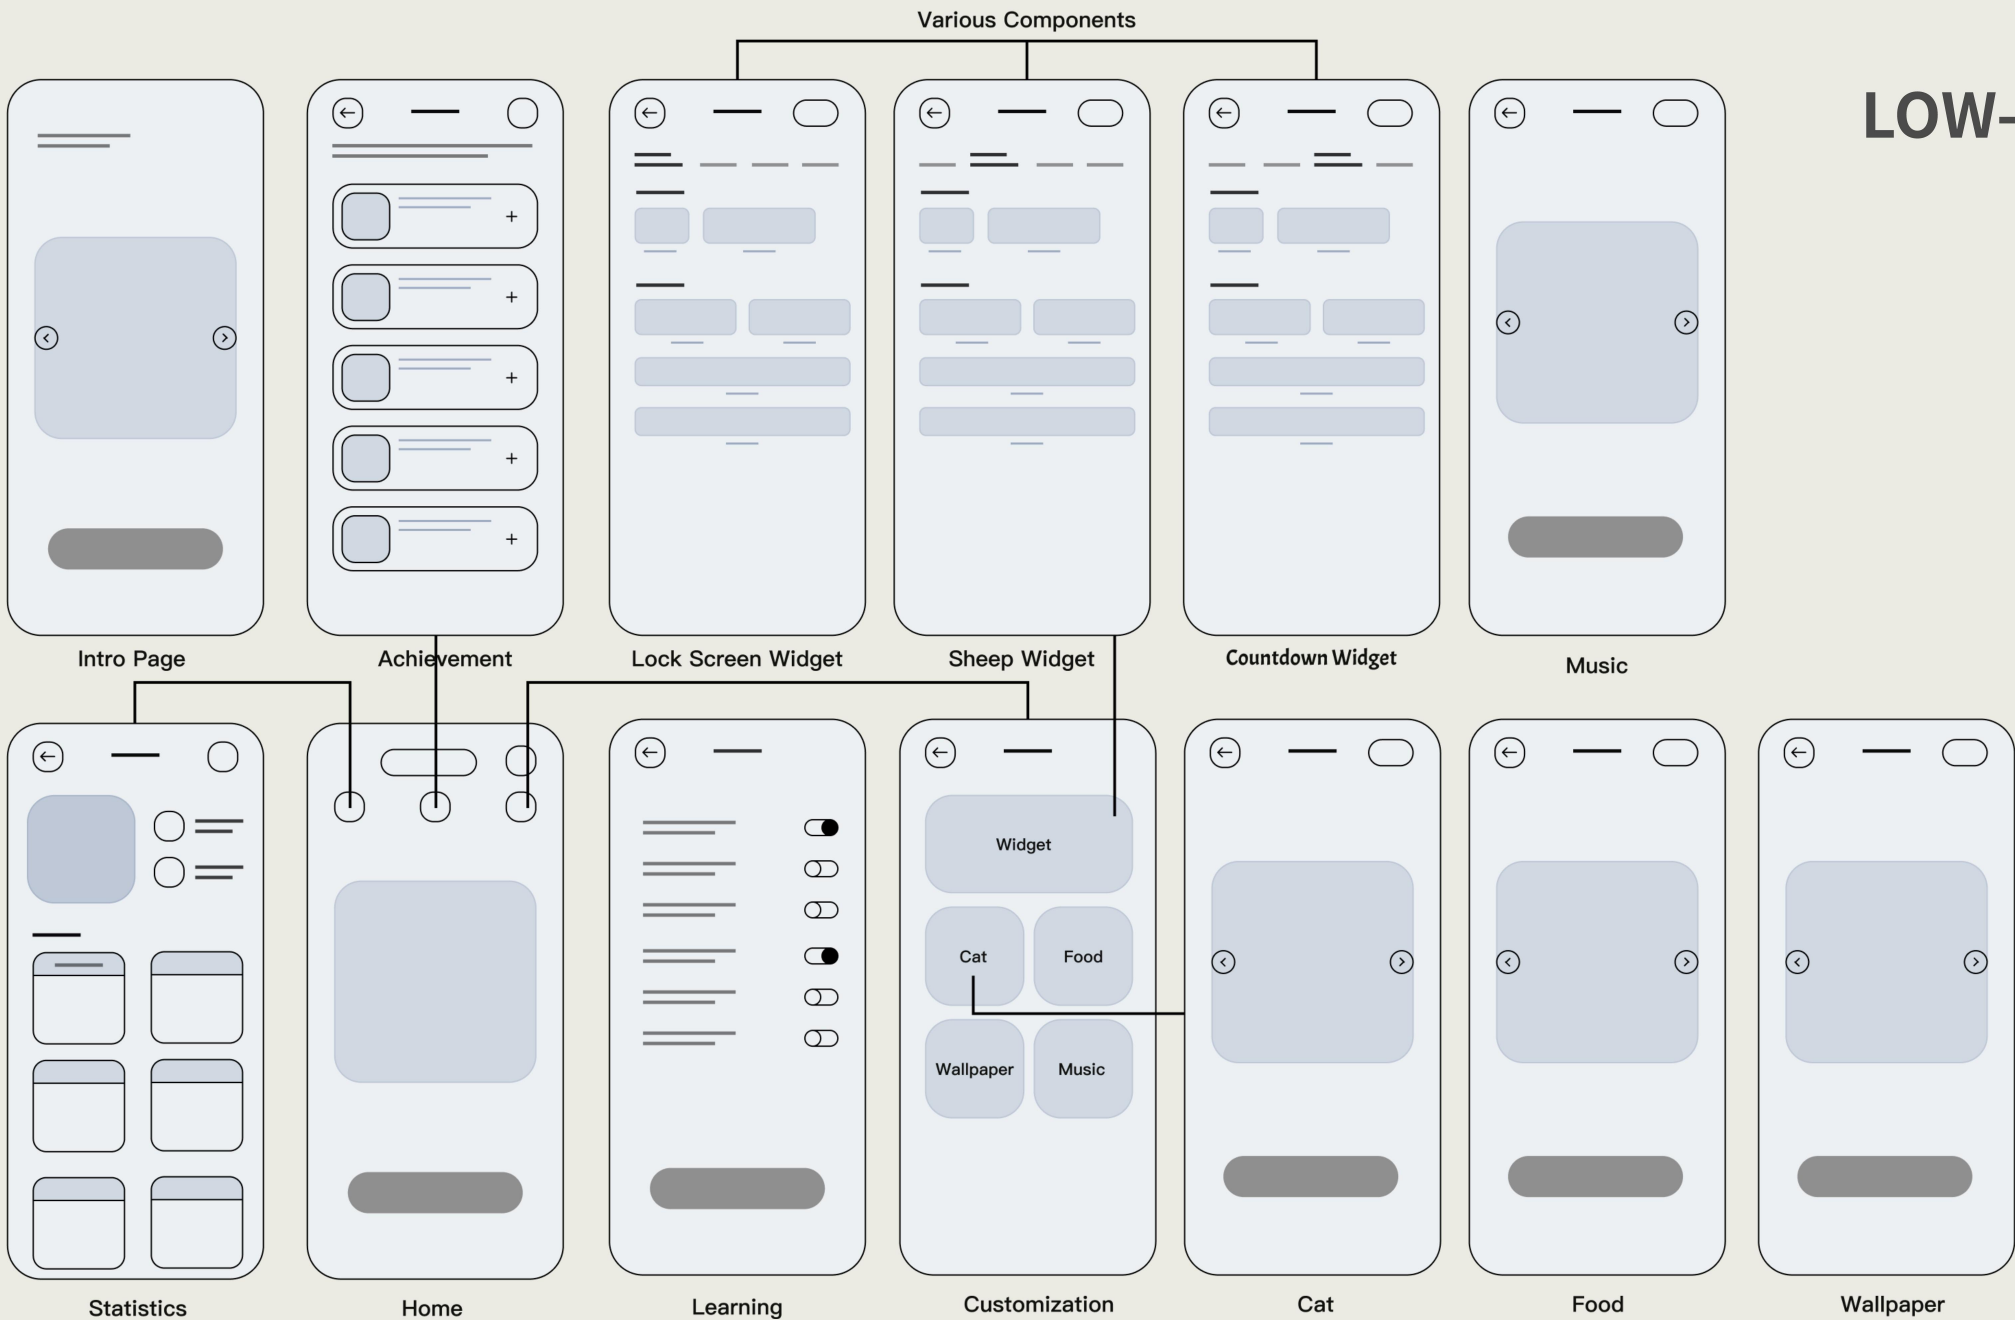 Various Components
LOW-
Intro Page
Achievement
Lock Screen Widget
Sheep Widget
Countdown Widget
Music
Widget
Cat
Food
Wallpaper
Music
Statistics
Home
Learning
Customization
Cat
Food
Wallpaper